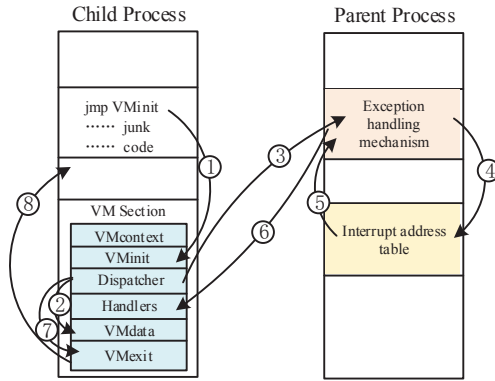 Child Process
Parent Process
jmp VMinit
…… junk
…… code
VM Section
VMcontext
VMinit
Dispatcher
Handlers
VMdata
VMexit
Exception
handling
mechanism
Interrupt address
table
①
②
③
④
⑤
⑥
⑦
⑧